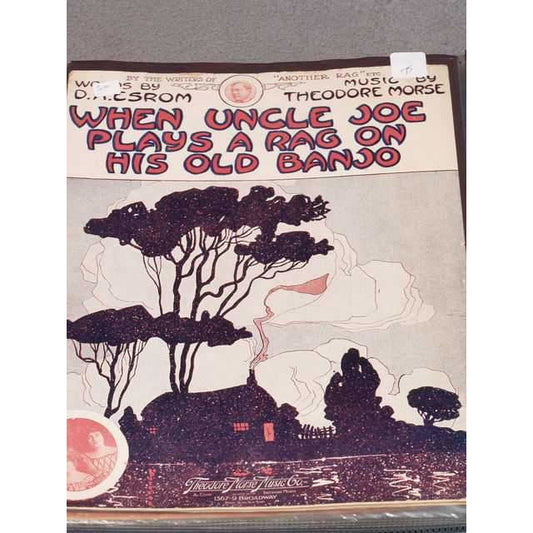 BY THE WRITERS OF "ANOTHER RAG" ETC
WORDS BY
D.A. ESROM
MUSIC BY
THEODORE MORSE
WHEN UNCLE JOE
PLAYS A RAG ON
HIS OLD BANJO
Theodore Morse Music Co.
1367-9 BROADWAY